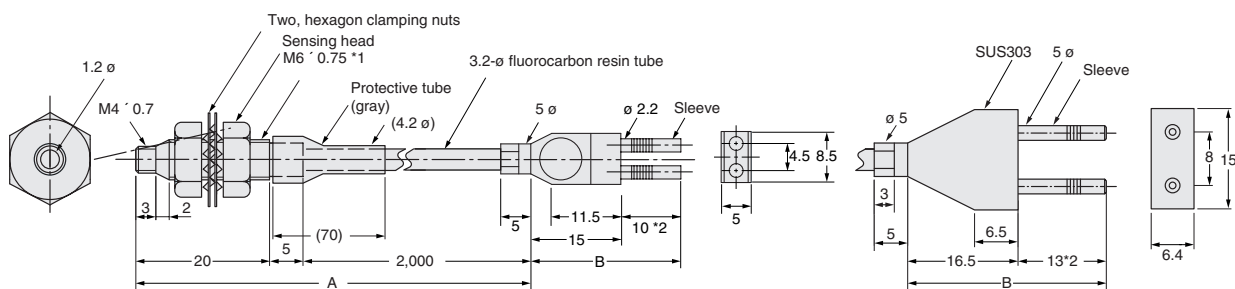 Two, hexagon clamping nuts
Sensing head
M6 ´ 0.75 *1
1.2 ø
M4 ´ 0.7
Protective tube
(gray)
(4.2 ø)
3.2-ø fluorocarbon resin tube
5 ø
ø 2.2
Sleeve
3
2
(70)
20
5
2,000
A
5
11.5
15
10 *2
B
4.5
8.5
5
SUS303
5 ø
Sleeve
ø 5
3
5
6.5
16.5
13*2
B
8
15
6.4